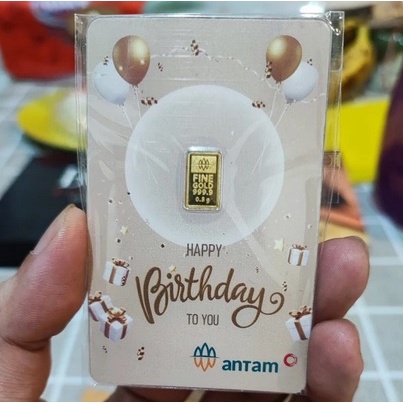 FINE
GOLD
999.9
0.5 g
HAPPY
Birthday
TO YOU
antam